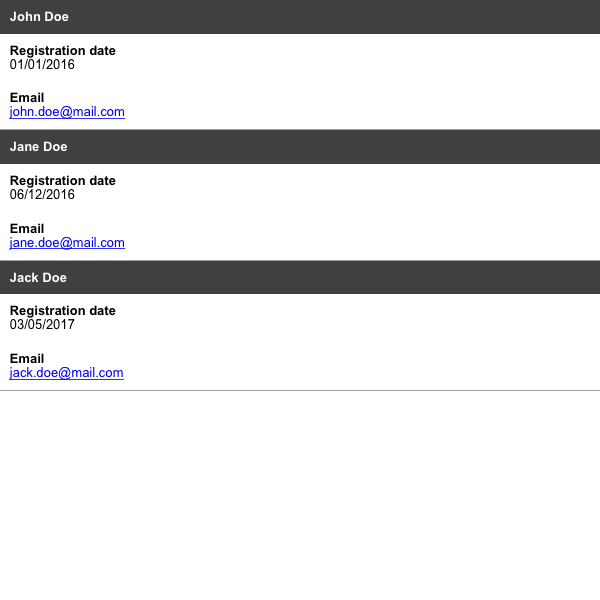 John Doe
Registration date
01/01/2016
Email
john.doe@mail.com
Jane Doe
Registration date
06/12/2016
Email
jane.doe@mail.com
Jack Doe
Registration date
03/05/2017
Email
jack.doe@mail.com